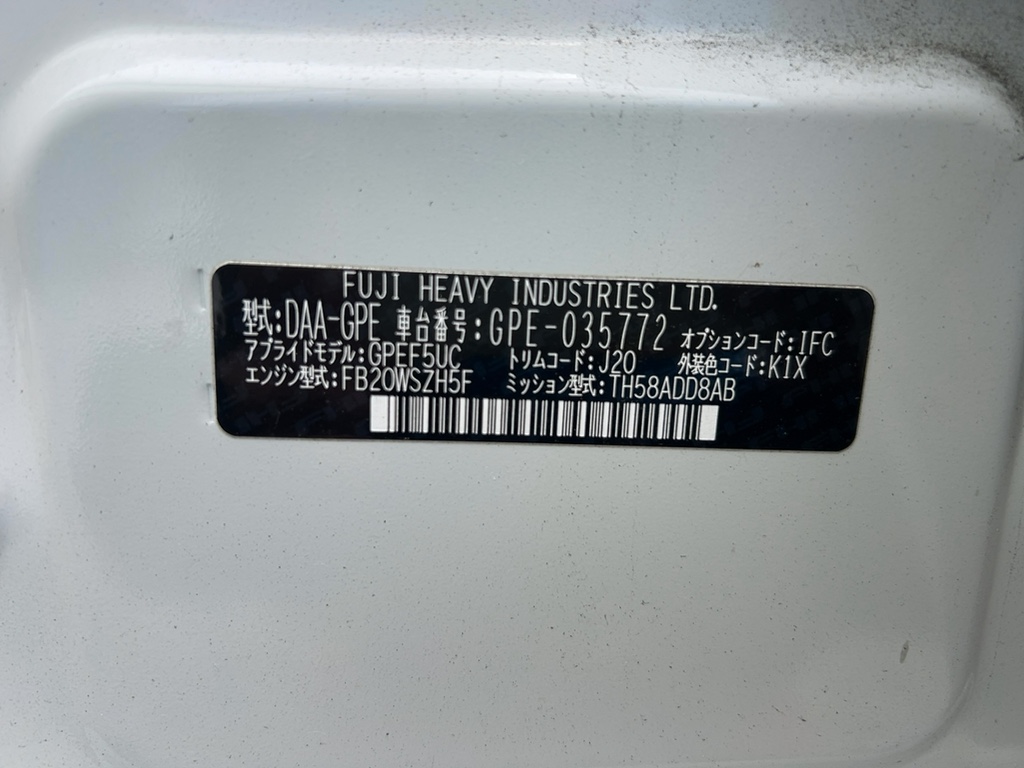 FUJI HEAVY INDUSTRIES LTD.
型式:DAA-GPE 車台番号:GPE-035772 オプションコード:IFC
アプライドモデル:GPEF5UC トリムコード:J20 外装色コード:K1X
エンジン型式:FB20WSZH5F ミッション型式:TH58ADD8AB